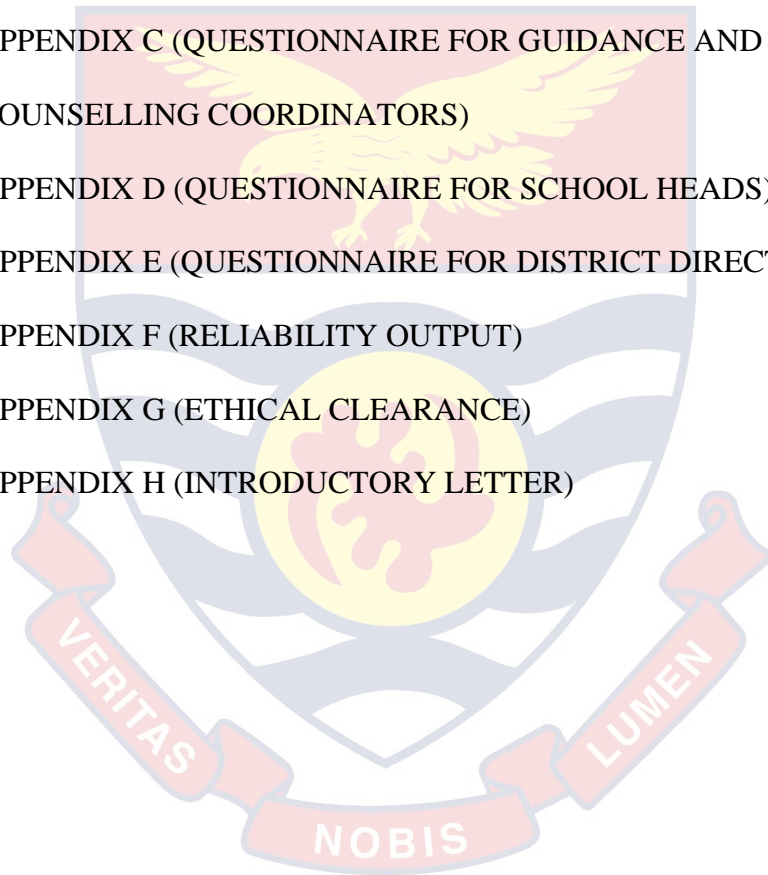 PPENDIX C (QUESTIONNAIRE FOR GUIDANCE AND
OUNSELLING COORDINATORS)
PPENDIX D (QUESTIONNAIRE FOR SCHOOL HEADS)
PPENDIX E (QUESTIONNAIRE FOR DISTRICT DIRECT
PPENDIX F (RELIABILITY OUTPUT)
PPENDIX G (ETHICAL CLEARANCE)
PPENDIX H (INTRODUCTORY LETTER)
VERITAS
NOBIS
LUMEN